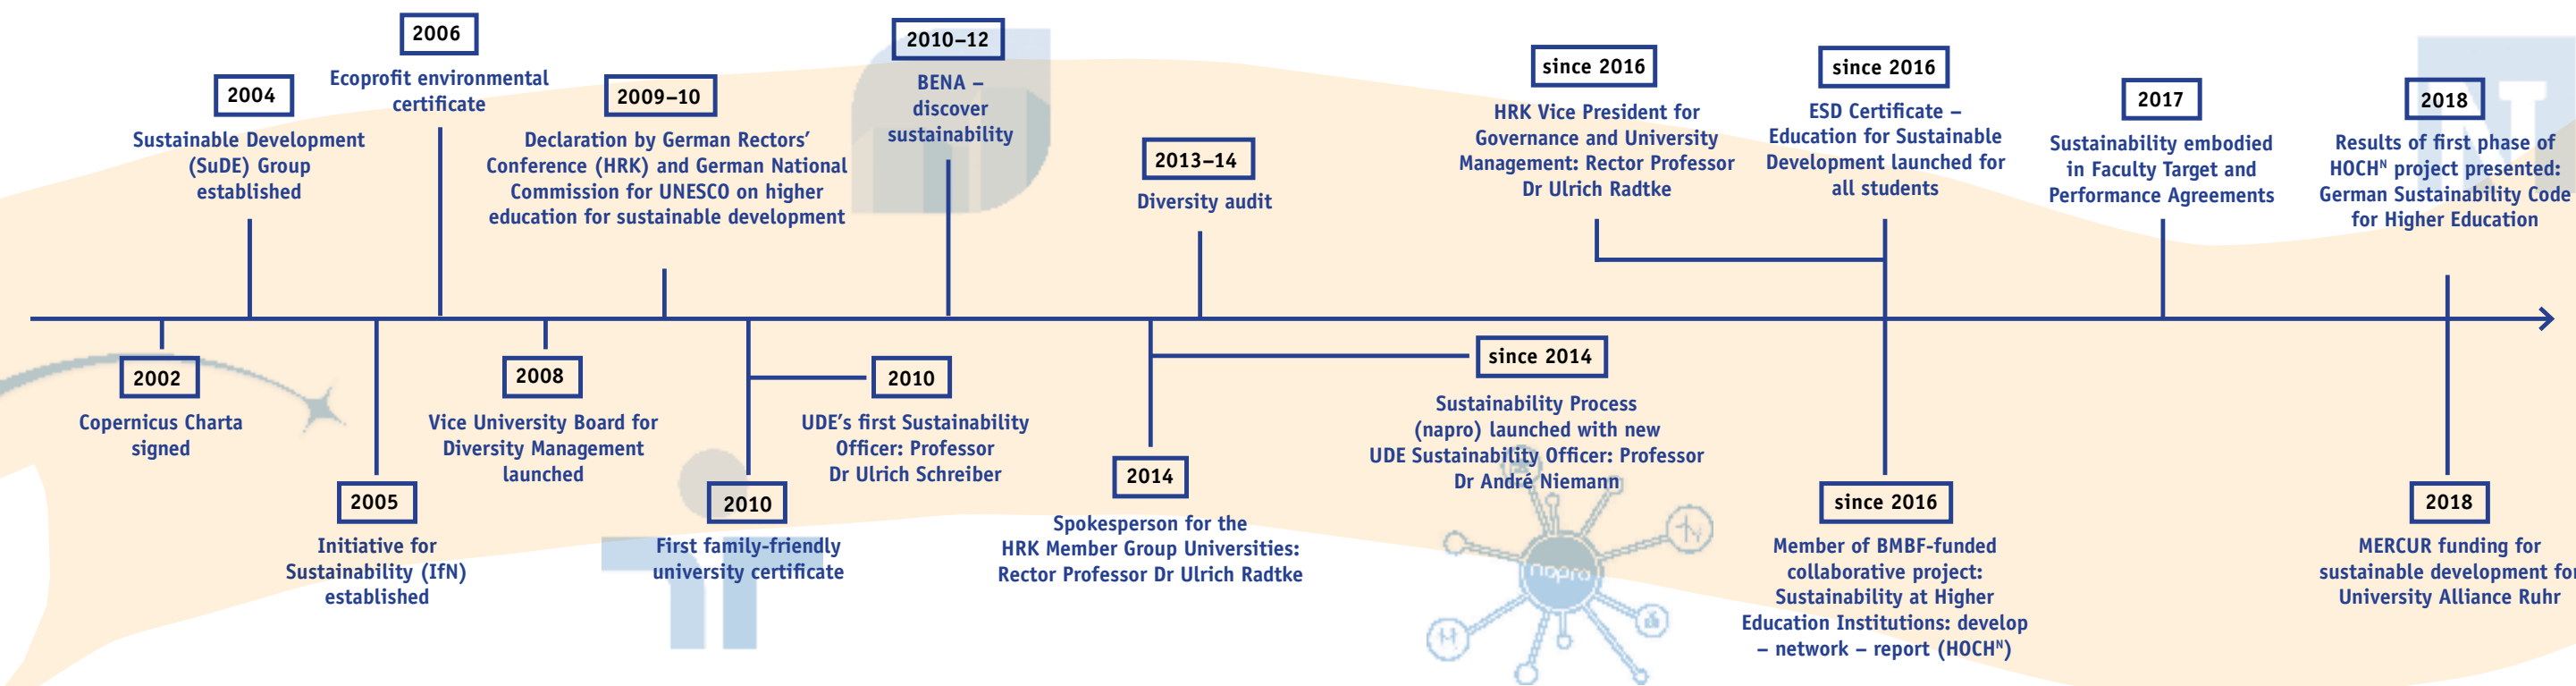 2002
Copernicus Charta
signed
2004
Sustainable Development
(SuDE) Group
established
2005
Initiative for
Sustainability (IfN)
established
2006
Ecoprofit environmental
certificate
2008
Vice University Board for
Diversity Management
launched
2009–10
Declaration by German Rectors’
Conference (HRK) and German National
Commission for UNESCO on higher
education for sustainable development
2010
First family-friendly
university certificate
2010
UDE’s first Sustainability
Officer: Professor
Dr Ulrich Schreiber
2010–12
BENA –
discover
sustainability
2013–14
Diversity audit
2014
Spokesperson for the
HRK Member Group Universities:
Rector Professor Dr Ulrich Radtke
since 2014
Sustainability Process
(napro) launched with new
UDE Sustainability Officer: Professor
Dr André Niemann
napro
since 2016
HRK Vice President for
Governance and University
Management: Rector Professor
Dr Ulrich Radtke
since 2016
ESD Certificate –
Education for Sustainable
Development launched for
all students
since 2016
Member of BMBF-funded
collaborative project:
Sustainability at Higher
Education Institutions: develop
– network – report (HOCHᴺ)
2017
Sustainability embodied
in Faculty Target and
Performance Agreements
2018
Results of first phase of
HOCHᴺ project presented:
German Sustainability Code
for Higher Education
2018
MERCUR funding for
sustainable development for
University Alliance Ruhr
N